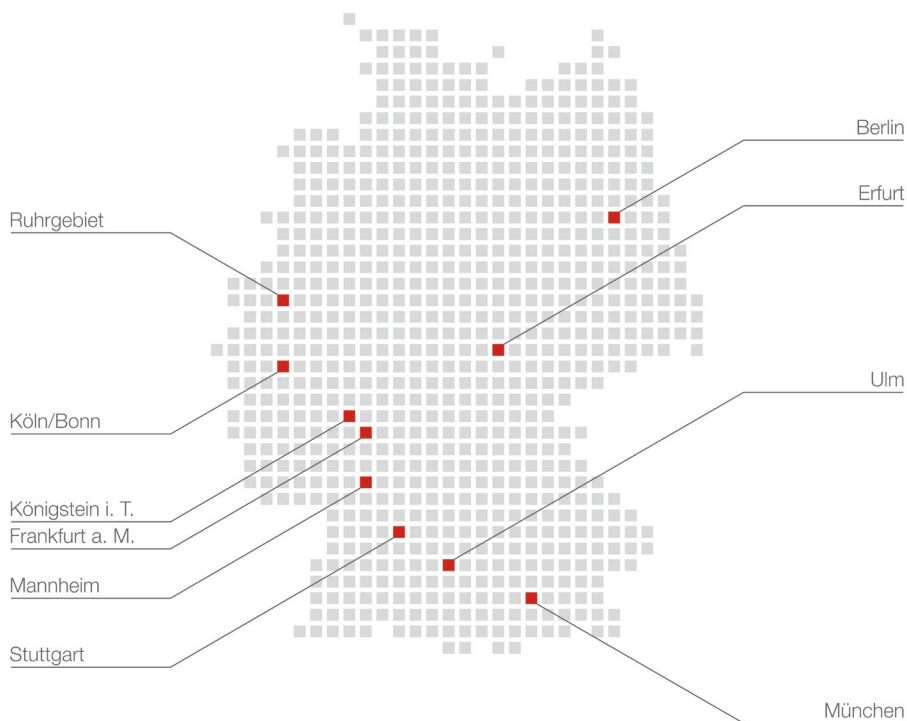 Berlin
Erfurt
Ruhrgebiet
Ulm
Köln/Bonn
Königstein i. T.
Frankfurt a. M.
Mannheim
Stuttgart
München